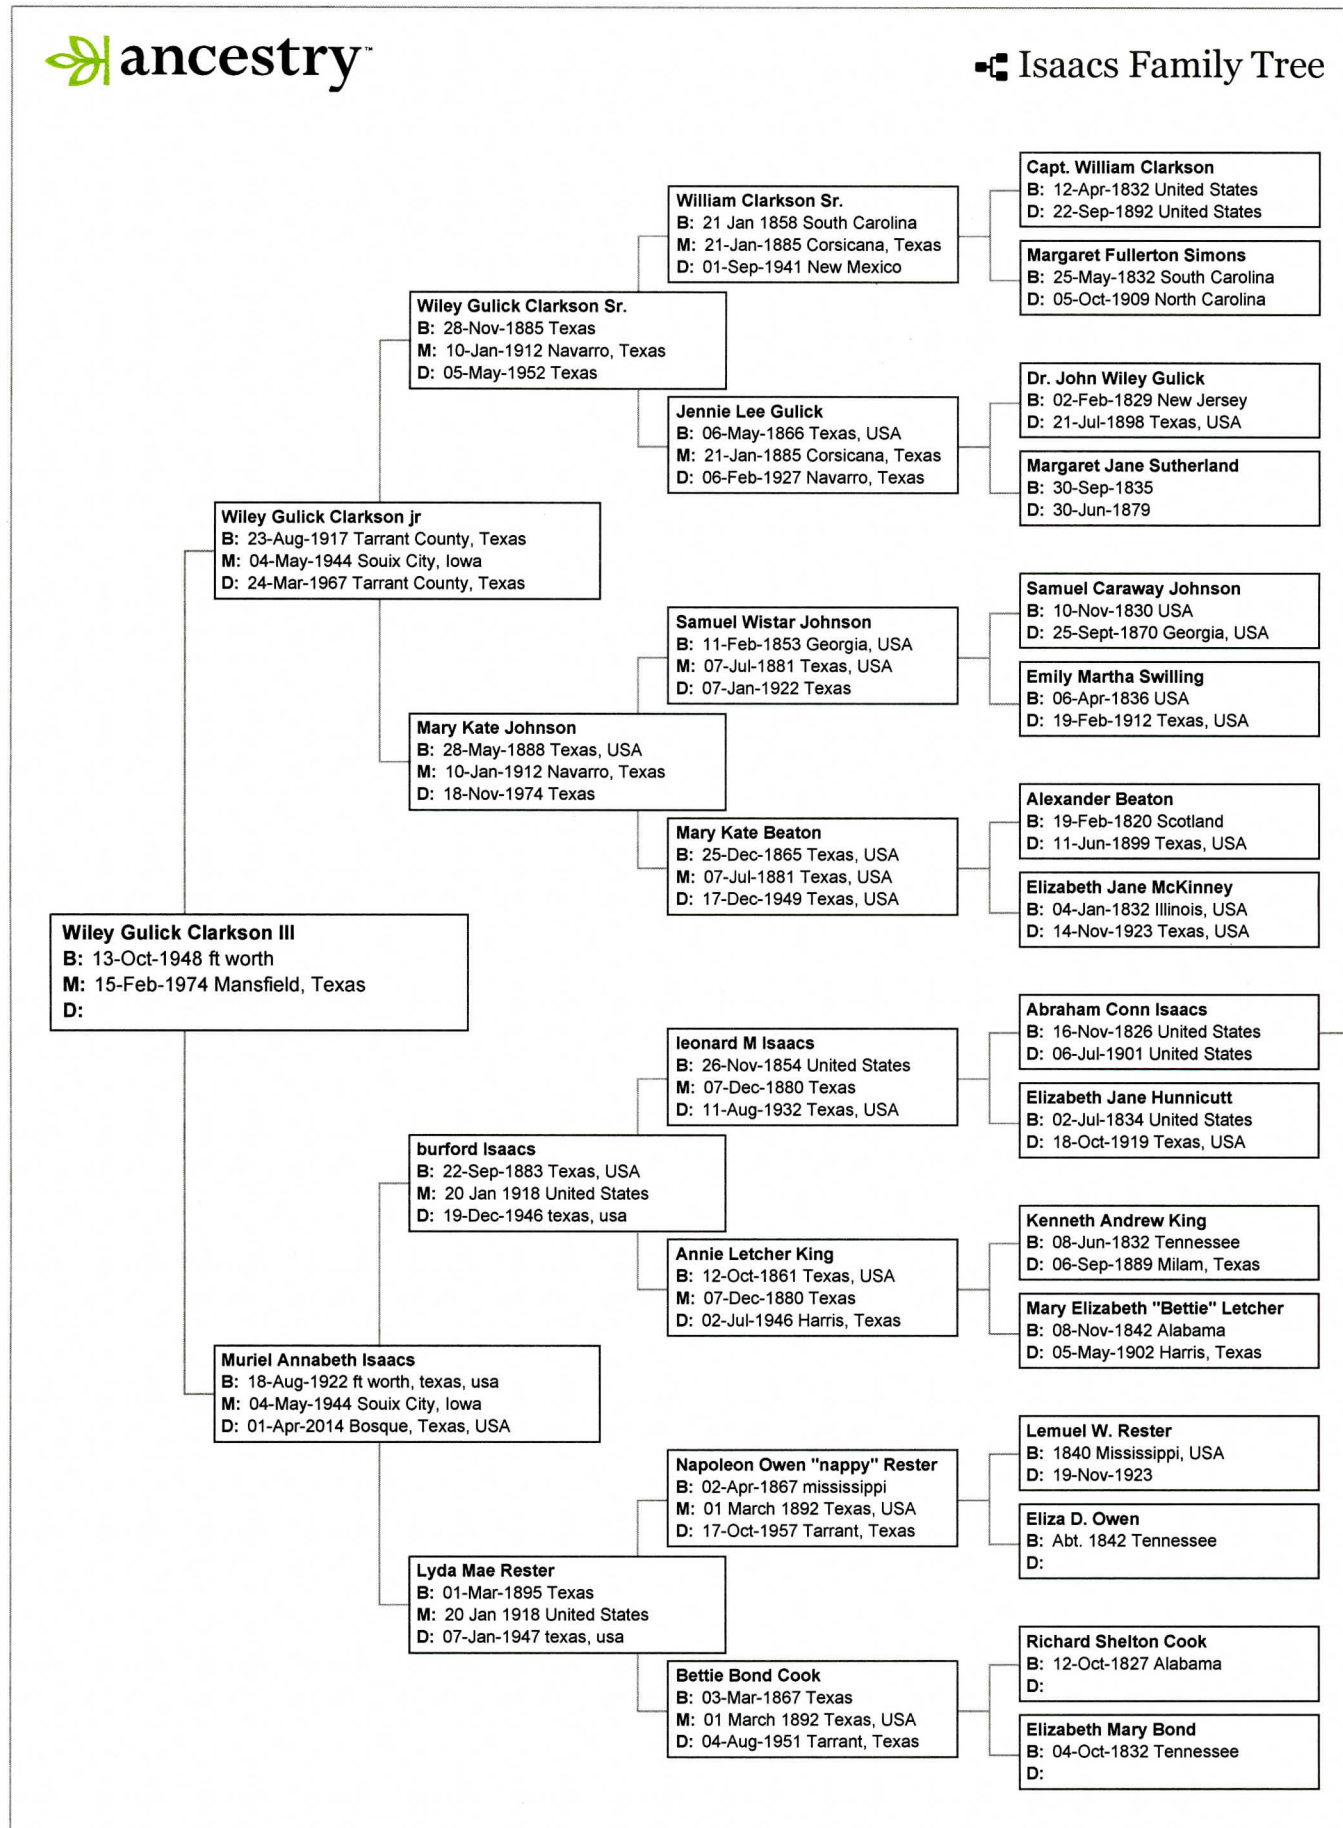 ancestry™
Isaacs Family Tree
Capt. William Clarkson
B: 12-Apr-1832 United States
D: 22-Sep-1892 United States
William Clarkson Sr.
B: 21 Jan 1858 South Carolina
M: 21-Jan-1885 Corsicana, Texas
D: 01-Sep-1941 New Mexico
Margaret Fullerton Simons
B: 25-May-1832 South Carolina
D: 05-Oct-1909 North Carolina
Wiley Gulick Clarkson Sr.
B: 28-Nov-1885 Texas
M: 10-Jan-1912 Navarro, Texas
D: 05-May-1952 Texas
Dr. John Wiley Gulick
B: 02-Feb-1829 New Jersey
D: 21-Jul-1898 Texas, USA
Jennie Lee Gulick
B: 06-May-1866 Texas, USA
M: 21-Jan-1885 Corsicana, Texas
D: 06-Feb-1927 Navarro, Texas
Margaret Jane Sutherland
B: 30-Sep-1835
D: 30-Jun-1879
Wiley Gulick Clarkson jr
B: 23-Aug-1917 Tarrant County, Texas
M: 04-May-1944 Souix City, Iowa
D: 24-Mar-1967 Tarrant County, Texas
Samuel Caraway Johnson
B: 10-Nov-1830 USA
D: 25-Sept-1870 Georgia, USA
Samuel Wistar Johnson
B: 11-Feb-1853 Georgia, USA
M: 07-Jul-1881 Texas, USA
D: 07-Jan-1922 Texas
Emily Martha Swilling
B: 06-Apr-1836 USA
D: 19-Feb-1912 Texas, USA
Mary Kate Johnson
B: 28-May-1888 Texas, USA
M: 10-Jan-1912 Navarro, Texas
D: 18-Nov-1974 Texas
Alexander Beaton
B: 19-Feb-1820 Scotland
D: 11-Jun-1899 Texas, USA
Mary Kate Beaton
B: 25-Dec-1865 Texas, USA
M: 07-Jul-1881 Texas, USA
D: 17-Dec-1949 Texas, USA
Elizabeth Jane McKinney
B: 04-Jan-1832 Illinois, USA
D: 14-Nov-1923 Texas, USA
Wiley Gulick Clarkson III
B: 13-Oct-1948 ft worth
M: 15-Feb-1974 Mansfield, Texas
D:
Abraham Conn Isaacs
B: 16-Nov-1826 United States
D: 06-Jul-1901 United States
leonard M Isaacs
B: 26-Nov-1854 United States
M: 07-Dec-1880 Texas
D: 11-Aug-1932 Texas, USA
Elizabeth Jane Hunnicutt
B: 02-Jul-1834 United States
D: 18-Oct-1919 Texas, USA
burford Isaacs
B: 22-Sep-1883 Texas, USA
M: 20 Jan 1918 United States
D: 19-Dec-1946 texas, usa
Kenneth Andrew King
B: 08-Jun-1832 Tennessee
D: 06-Sep-1889 Milam, Texas
Annie Letcher King
B: 12-Oct-1861 Texas, USA
M: 07-Dec-1880 Texas
D: 02-Jul-1946 Harris, Texas
Mary Elizabeth "Bettie" Letcher
B: 08-Nov-1842 Alabama
D: 05-May-1902 Harris, Texas
Muriel Annabeth Isaacs
B: 18-Aug-1922 ft worth, texas, usa
M: 04-May-1944 Souix City, Iowa
D: 01-Apr-2014 Bosque, Texas, USA
Lemuel W. Rester
B: 1840 Mississippi, USA
D: 19-Nov-1923
Napoleon Owen "nappy" Rester
B: 02-Apr-1867 mississippi
M: 01 March 1892 Texas, USA
D: 17-Oct-1957 Tarrant, Texas
Eliza D. Owen
B: Abt. 1842 Tennessee
D:
Lyda Mae Rester
B: 01-Mar-1895 Texas
M: 20 Jan 1918 United States
D: 07-Jan-1947 texas, usa
Richard Shelton Cook
B: 12-Oct-1827 Alabama
D:
Bettie Bond Cook
B: 03-Mar-1867 Texas
M: 01 March 1892 Texas, USA
D: 04-Aug-1951 Tarrant, Texas
Elizabeth Mary Bond
B: 04-Oct-1832 Tennessee
D: